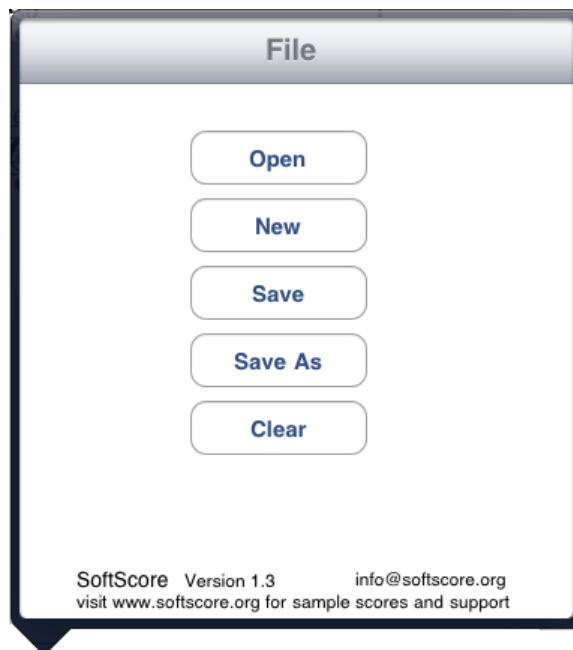 File
Open
New
Save
Save As
Clear
SoftScore Version 1.3 info@softscore.org
visit www.softscore.org for sample scores and support